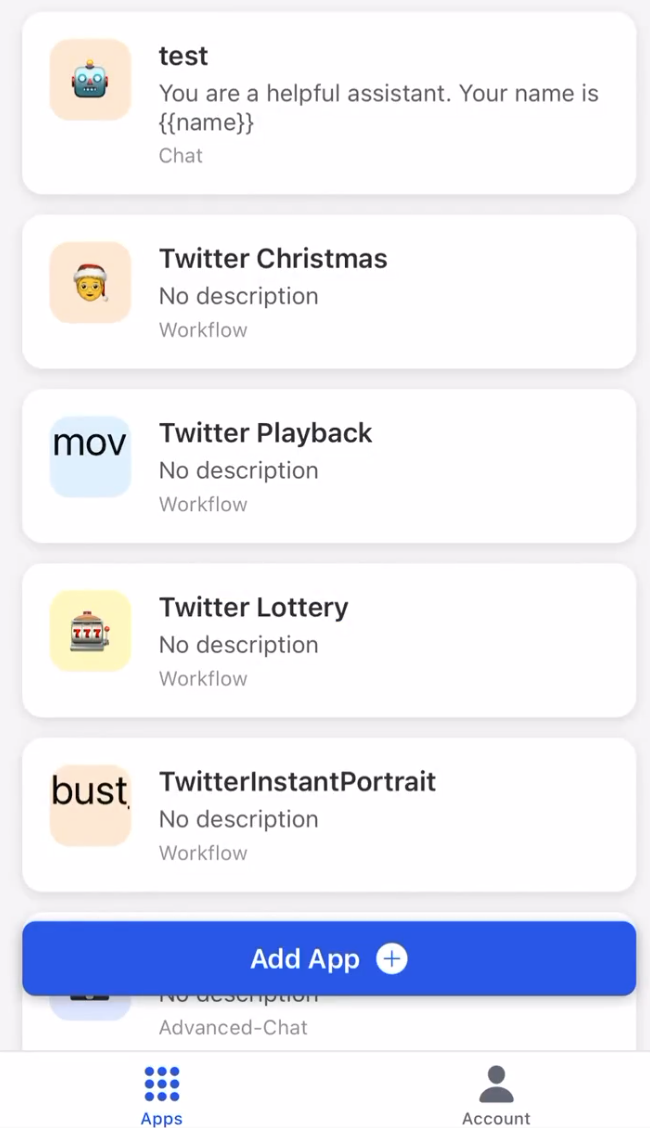 test
You are a helpful assistant. Your name is
{{name}}
Chat
Twitter Christmas
No description
Workflow
mov
Twitter Playback
No description
Workflow
777
Twitter Lottery
No description
Workflow
bust_
TwitterInstantPortrait
No description
Workflow
Add App
No description
Advanced-Chat
Apps
Account